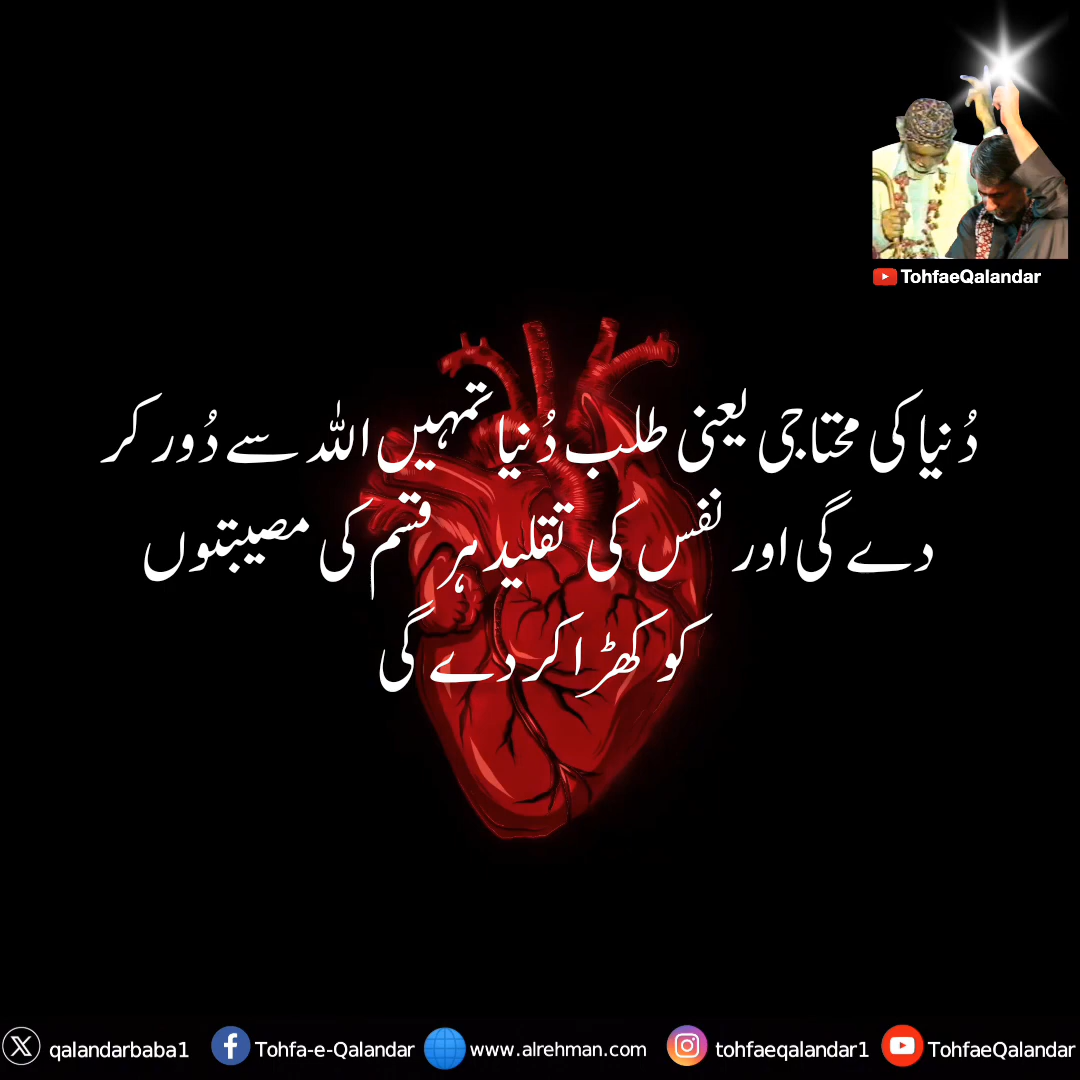 TohfaeQalandar
دُنیا کی محتاجی یعنی طلب دُنیا تمہیں اللہ سے دُور کر
دے گی اور نفس کی تقلید ہر قسم کی مصیبتوں
کو کھڑا کر دے گی
qalandarbaba1 Tohfa-e-Qalandar www.alrehman.com tohfaeqalandar1 TohfaeQalandar